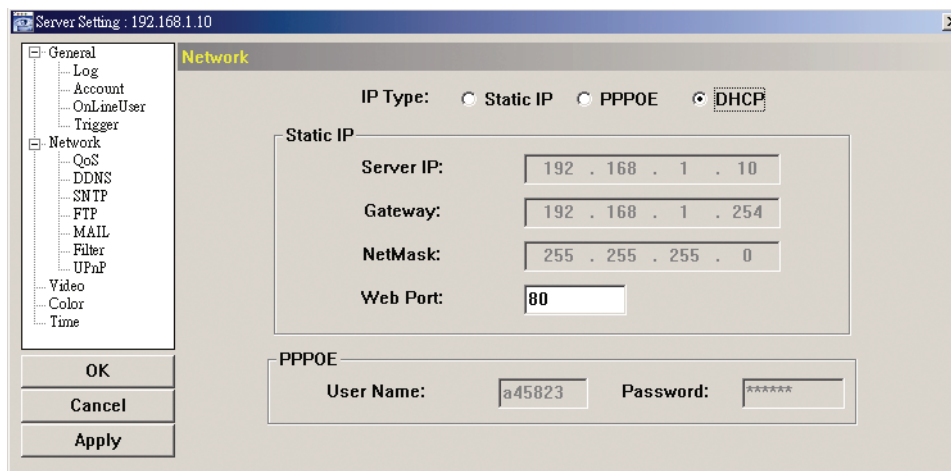 Server Setting : 192.168.1.10
General
Log
Account
OnLineUser
Trigger
Network
QoS
DDNS
SNTP
FTP
MAIL
Filter
UPnP
Video
Color
Time
OK
Cancel
Apply
Network
IP Type: Static IP PPPOE DHCP
Static IP
Server IP: 192 . 168 . 1 . 10
Gateway: 192 . 168 . 1 . 254
NetMask: 255 . 255 . 255 . 0
Web Port: 80
PPPOE
User Name: a45823 Password: ******